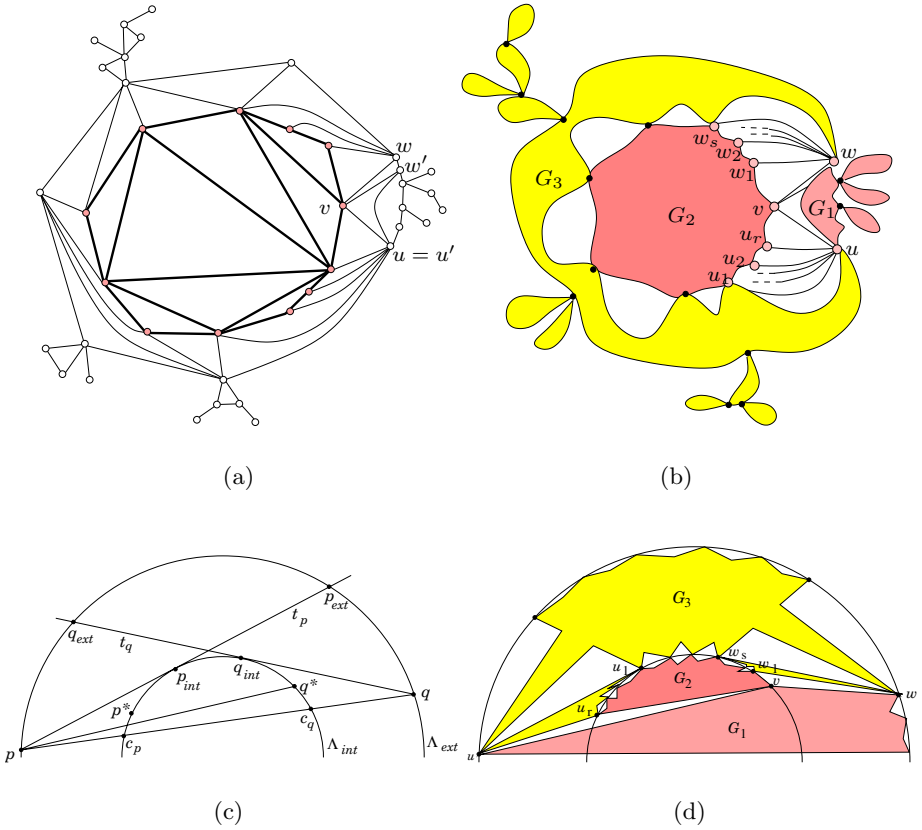 w
w′
v
u = u′
(a)
w_s
w_2
w_1
w
G_3
G_1
G_2
v
u_r
u
u_2
u_1
(b)
q_ext
t_q
t_p
p_ext
p_int
q_int
q*
q
p*
c_q
c_p
p
Λ_int
Λ_ext
(c)
G_3
u_1
w_s
w_1
G_2
v
w
u_r
G_1
u
(d)